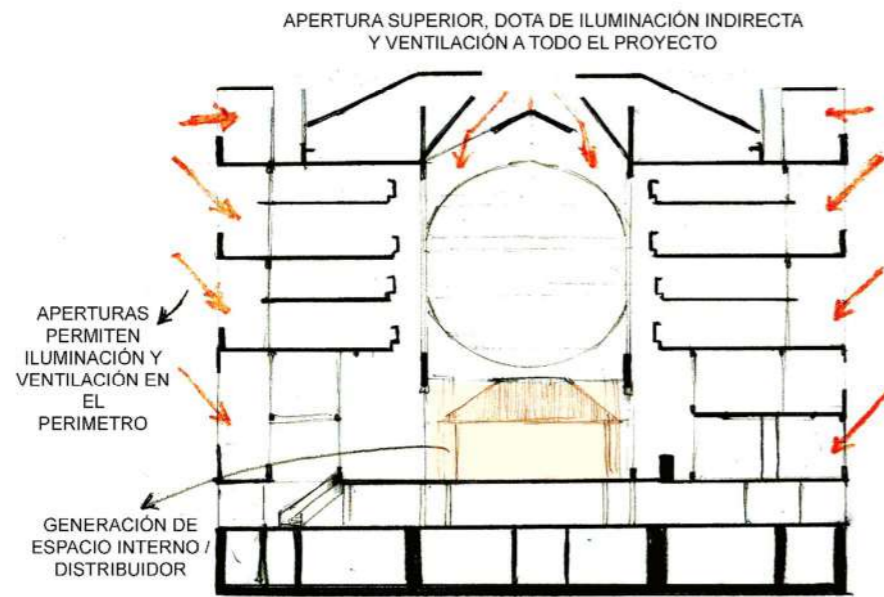 APERTURA SUPERIOR, DOTA DE ILUMINACIÓN INDIRECTA
Y VENTILACIÓN A TODO EL PROYECTO
APERTURAS
PERMITEN
ILUMINACIÓN Y
VENTILACIÓN EN
EL
PERIMETRO
GENERACIÓN DE
ESPACIO INTERNO /
DISTRIBUIDOR